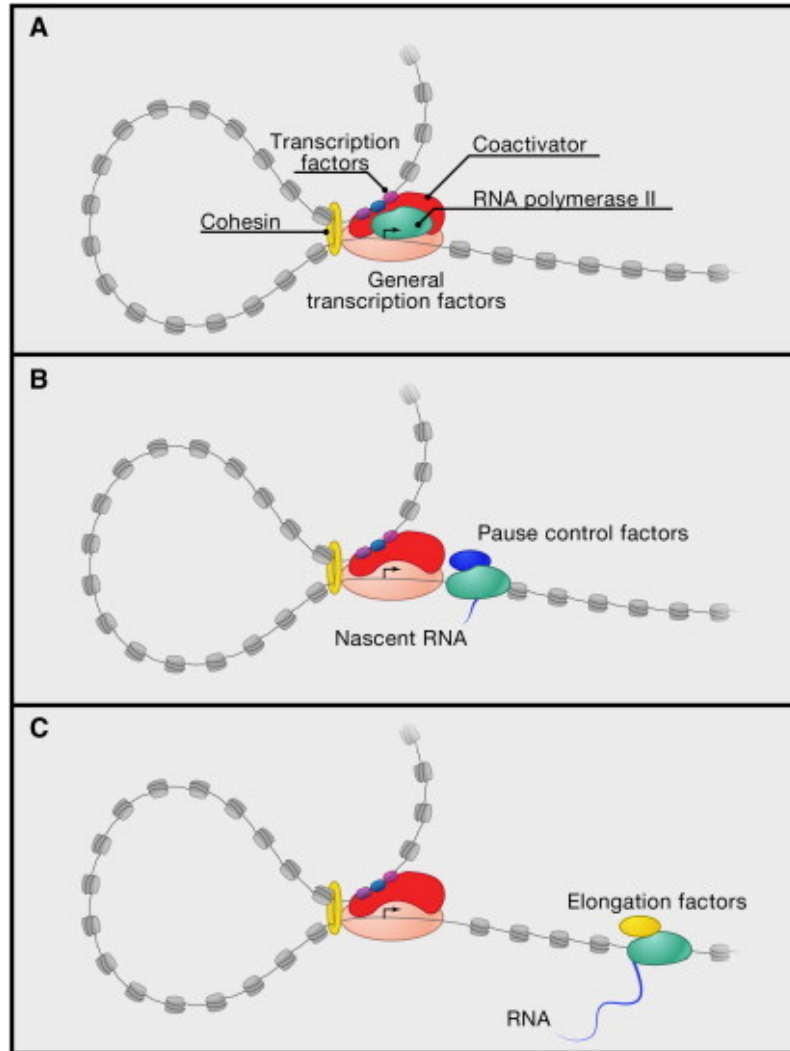 A
Transcription
factors
Coactivator
RNA polymerase II
Cohesin
General
transcription factors
B
Pause control factors
Nascent RNA
C
Elongation factors
RNA